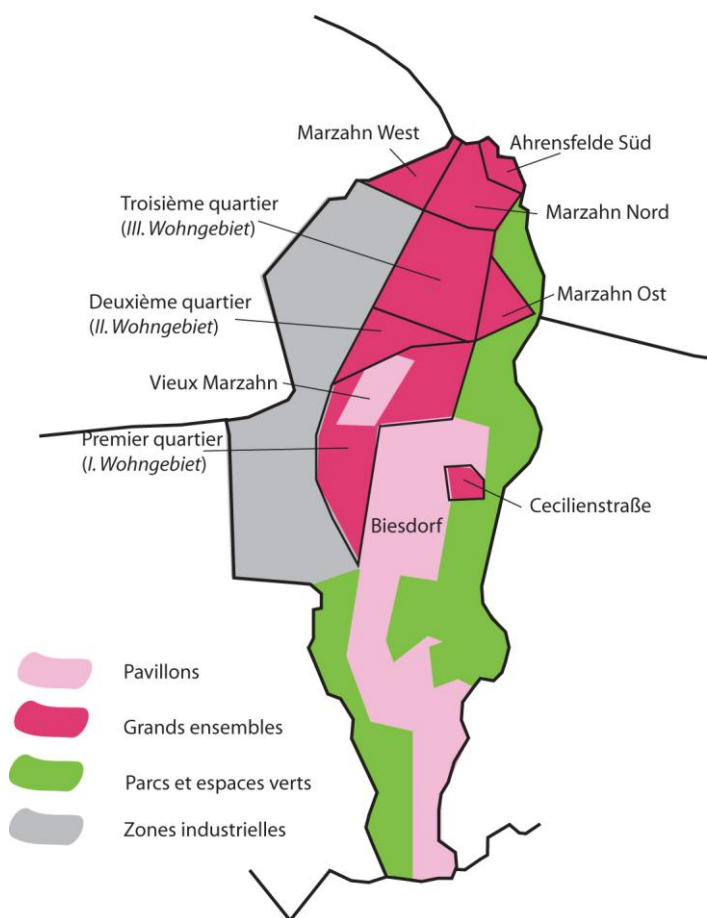 Marzahn West
Ahrensfelde Süd
Troisième quartier
(III. Wohngebiet)
Marzahn Nord
Deuxième quartier
(II. Wohngebiet)
Marzahn Ost
Vieux Marzahn
Premier quartier
(I. Wohngebiet)
Cecilienstraße
Biesdorf
Pavillons
Grands ensembles
Parcs et espaces verts
Zones industrielles